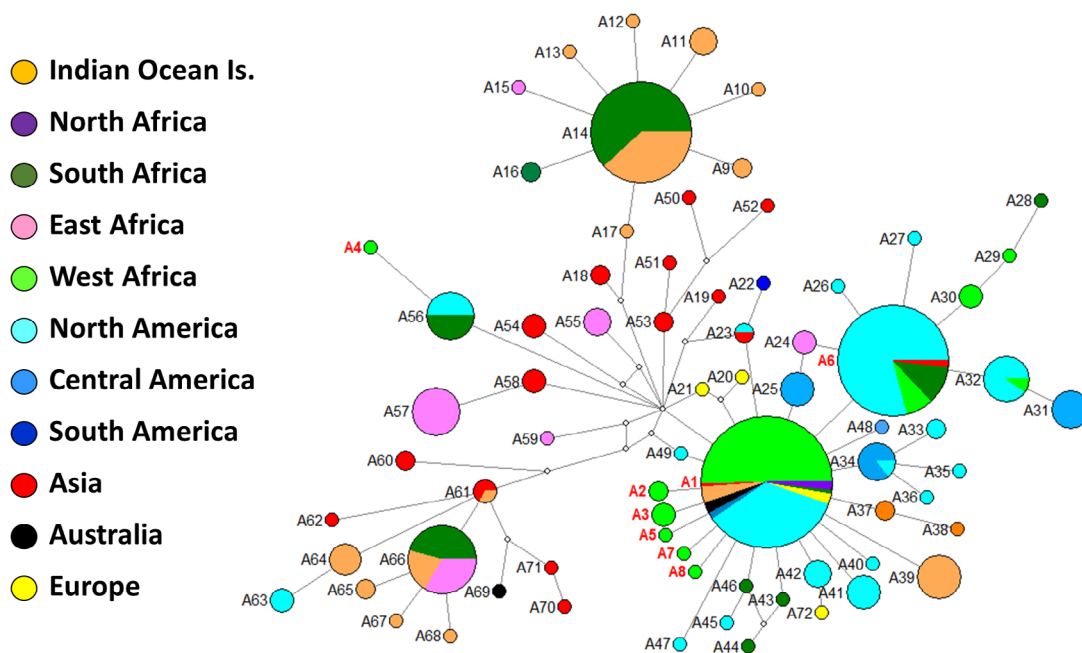 Indian Ocean Is.
North Africa
South Africa
East Africa
West Africa
North America
Central America
South America
Asia
Australia
Europe
A12
A13
A11
A15
A10
A14
A16
A9
A50
A52
A28
A17
A4
A27
A29
A51
A18
A26
A19
A22
A30
A56
A54
A55
A53
A23
A24
A6
A32
A58
A21
A20
A25
A31
A57
A48
A33
A59
A49
A34
A60
A35
A61
A1
A2
A36
A62
A3
A37
A38
A5
A64
A66
A7
A40
A71
A8
A42
A39
A65
A69
A46
A43
A41
A63
A70
A67
A45
A72
A68
A47
A44